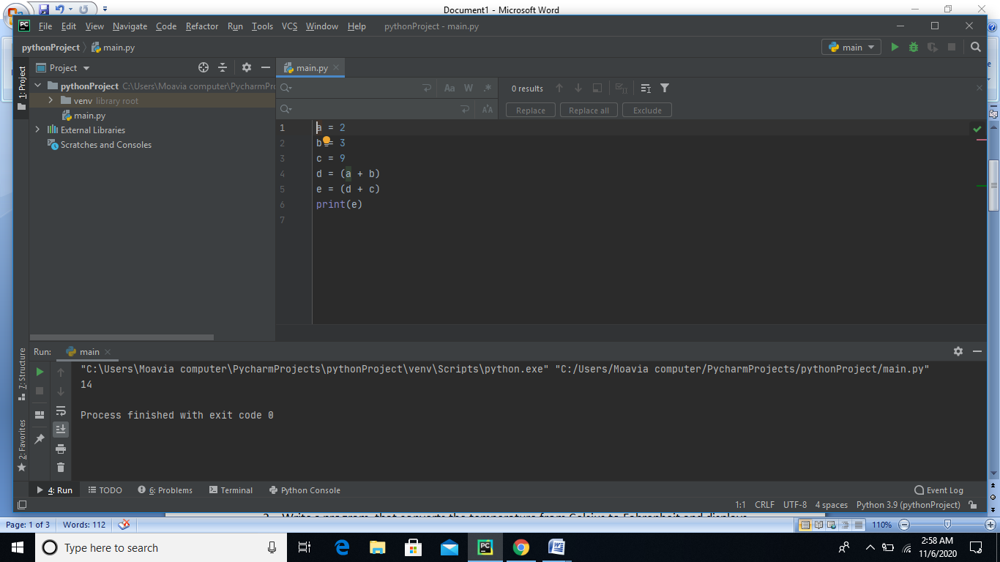 Document1 - Microsoft Word
PC File Edit View Navigate Code Refactor Run Tools VCS Window Help pythonProject - main.py
pythonProject main.py main
1: Project Project main.py
pythonProject C:\Users\Moavia computer\PycharmPr
venv library root
main.py
External Libraries
Scratches and Consoles
Aa W .* 0 results
Replace Replace all Exclude
1 a = 2
2 b = 3
3 c = 9
4 d = (a + b)
5 e = (d + c)
6 print(e)
7
7: Structure
2: Favorites
Run: main
"C:\Users\Moavia computer\PycharmProjects\pythonProject\venv\Scripts\python.exe" "C:/Users/Moavia computer/PycharmProjects/pythonProject/main.py"
14
Process finished with exit code 0
4: Run TODO 6: Problems Terminal Python Console Event Log
1:1 CRLF UTF-8 4 spaces Python 3.9 (pythonProject)
Page: 1 of 3 Words: 112 110%
Type here to search PC 2:58 AM
11/6/2020